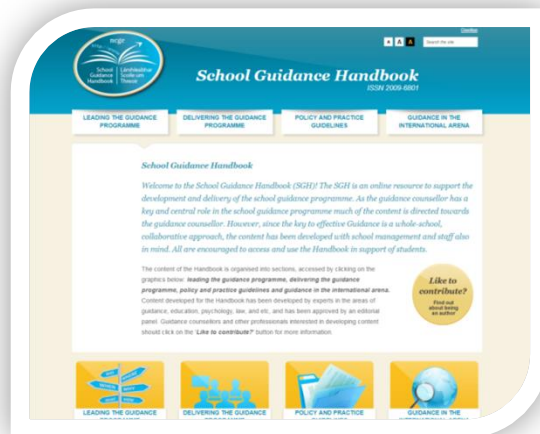 ncge
School
Guidance
Handbook
Lámhleabhar
Scoile um
Threoir
A A A
Search the site
School Guidance Handbook
ISSN 2009-6801
LEADING THE GUIDANCE
PROGRAMME
DELIVERING THE GUIDANCE
PROGRAMME
POLICY AND PRACTICE
GUIDELINES
GUIDANCE IN THE
INTERNATIONAL ARENA
School Guidance Handbook
Welcome to the School Guidance Handbook (SGH)! The SGH is an online resource to support the
development and delivery of the school guidance programme. As the guidance counsellor has a
key and central role in the school guidance programme much of the content is directed towards
the guidance counsellor. However, since the key to effective Guidance is a whole-school,
collaborative approach, the content has been developed with school management and staff also
in mind. All are encouraged to access and use the Handbook in support of students.
The content of the Handbook is organised into sections, accessed by clicking on the
graphics below: leading the guidance programme, delivering the guidance
programme, policy and practice guidelines and guidance in the international arena.
Content developed for the Handbook has been developed by experts in the areas of
guidance, education, psychology, law, and etc, and has been approved by an editorial
panel. Guidance counsellors and other professionals interested in developing content
should click on the 'Like to contribute?' button for more information.
Like to
contribute?
Find out
about being
an author
LEADING THE GUIDANCE
PROGRAMME
DELIVERING THE GUIDANCE
PROGRAMME
POLICY AND PRACTICE
GUIDELINES
GUIDANCE IN THE
INTERNATIONAL ARENA